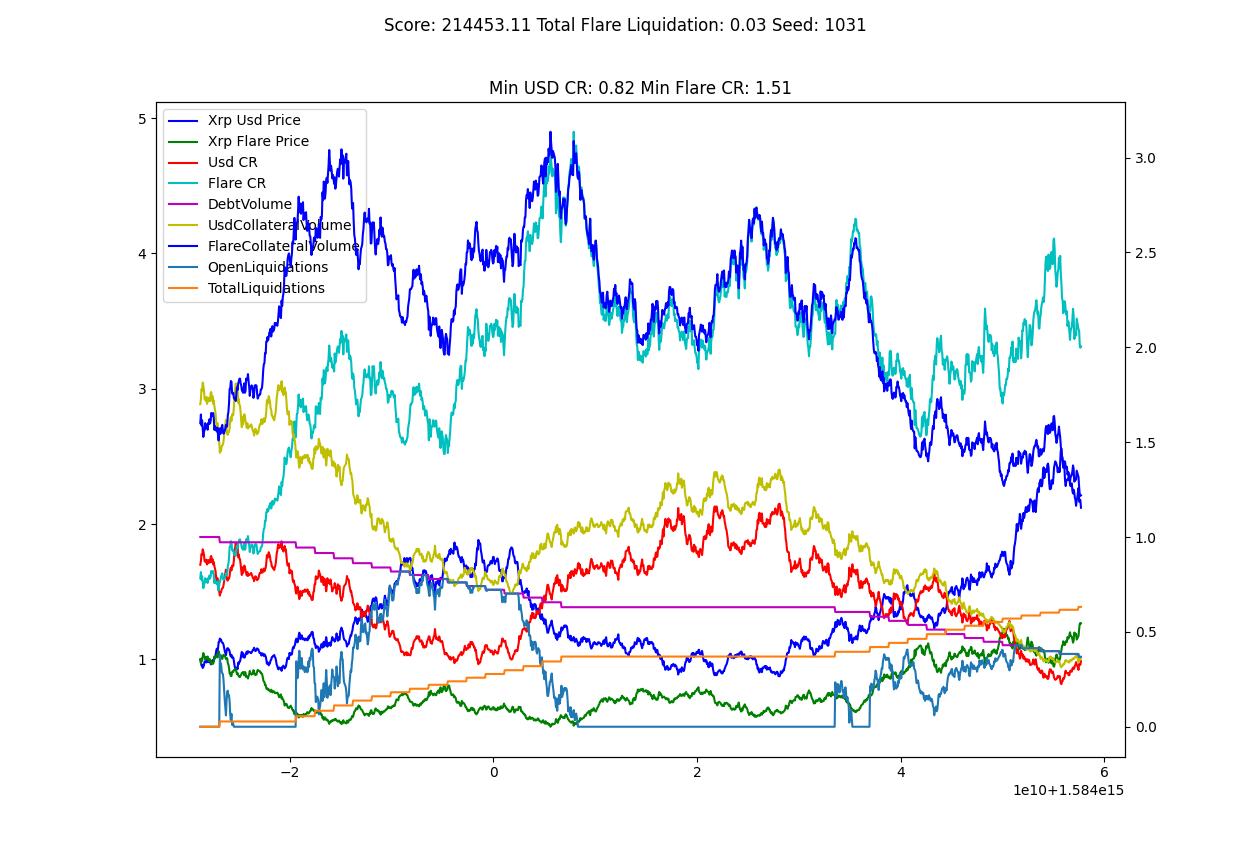 Score: 214453.11 Total Flare Liquidation: 0.03 Seed: 1031
Min USD CR: 0.82 Min Flare CR: 1.51
Xrp Usd Price
Xrp Flare Price
Usd CR
Flare CR
DebtVolume
UsdCollateralVolume
FlareCollateralVolume
OpenLiquidations
TotalLiquidations
5
4
3
2
1
3.0
2.5
2.0
1.5
1.0
0.5
0.0
−2
0
2
4
6
1e10+1.584e15